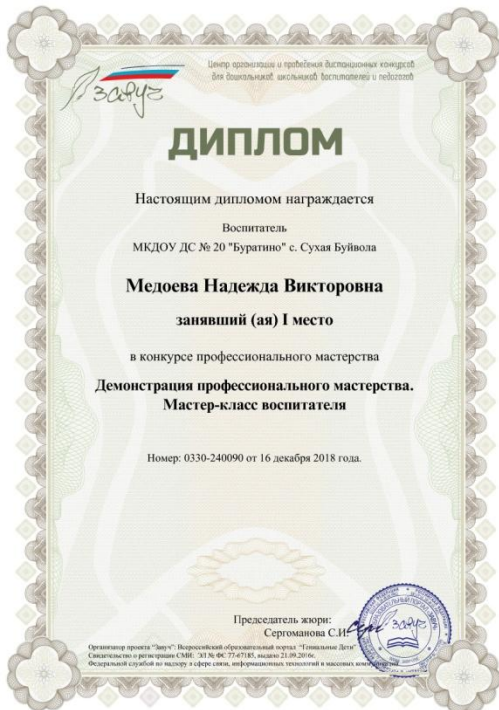 Завуч
Центр организации и проведения дистанционных конкурсов
для дошкольников, школьников, воспитателей и педагогов
ДИПЛОМ
Настоящим дипломом награждается
Воспитатель
МКДОУ ДС № 20 "Буратино" с. Сухая Буйвола
Медоева Надежда Викторовна
занявший (ая) I место
в конкурсе профессионального мастерства
Демонстрация профессионального мастерства.
Мастер-класс воспитателя
Номер: 0330-240090 от 16 декабря 2018 года.
Председатель жюри:
Сергоманова С.И.
завуч
Организатор проекта "Завуч": Всероссийский образовательный портал "Гениальные Дети"
Свидетельство о регистрации СМИ: ЭЛ № ФС 77-67185, выдано 21.09.2016г.
Федеральной службой по надзору в сфере связи, информационных технологий и массовых коммуникаций